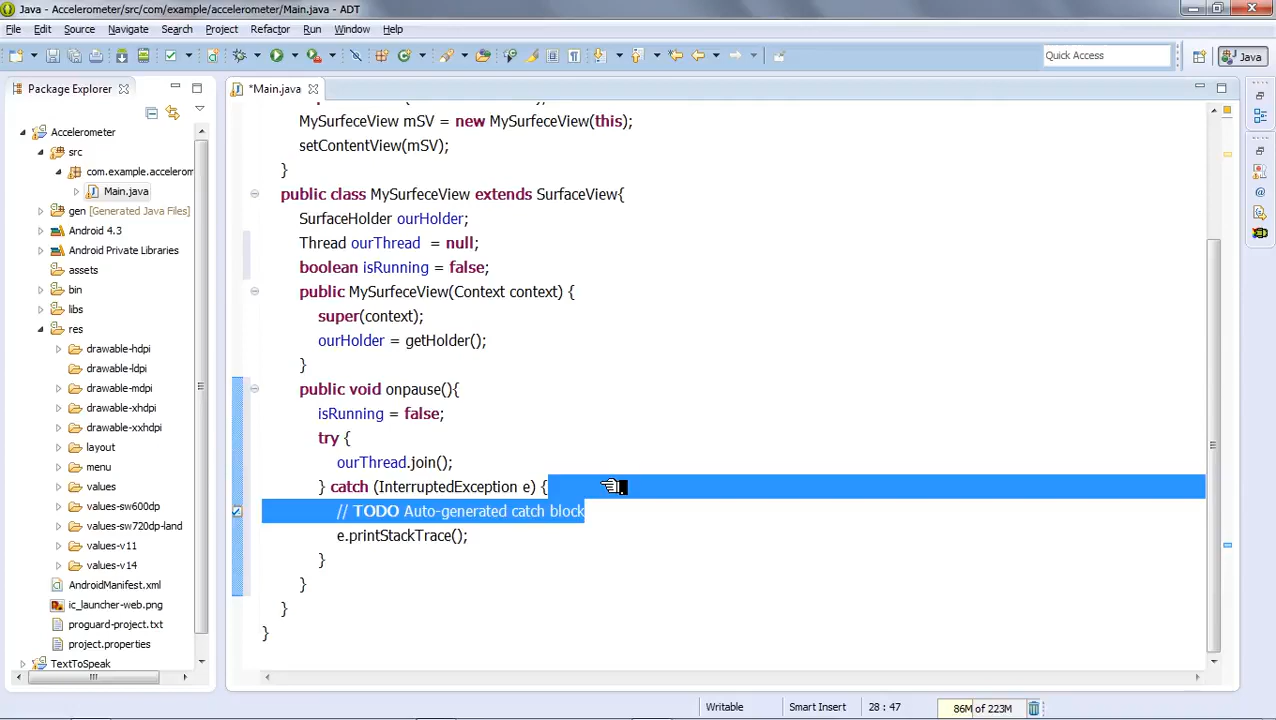 Java - Accelerometer/src/com/example/accelerometer/Main.java - ADT
File Edit Source Navigate Search Project Refactor Run Window Help
Quick Access
Java
Package Explorer
*Main.java
Accelerometer
src
com.example.accelerom
Main.java
gen [Generated Java Files]
Android 4.3
Android Private Libraries
assets
bin
libs
res
drawable-hdpi
drawable-ldpi
drawable-mdpi
drawable-xhdpi
drawable-xxhdpi
layout
menu
values
values-sw600dp
values-sw720dp-land
values-v11
values-v14
AndroidManifest.xml
ic_launcher-web.png
proguard-project.txt
project.properties
TextToSpeak
MySurfeceView mSV = new MySurfeceView(this);
setContentView(mSV);
}
public class MySurfeceView extends SurfaceView{
SurfaceHolder ourHolder;
Thread ourThread = null;
boolean isRunning = false;
public MySurfeceView(Context context) {
super(context);
ourHolder = getHolder();
}
public void onpause(){
isRunning = false;
try {
ourThread.join();
} catch (InterruptedException e) {
// TODO Auto-generated catch block
e.printStackTrace();
}
}
}
}
Writable Smart Insert 28 : 47 86M of 223M